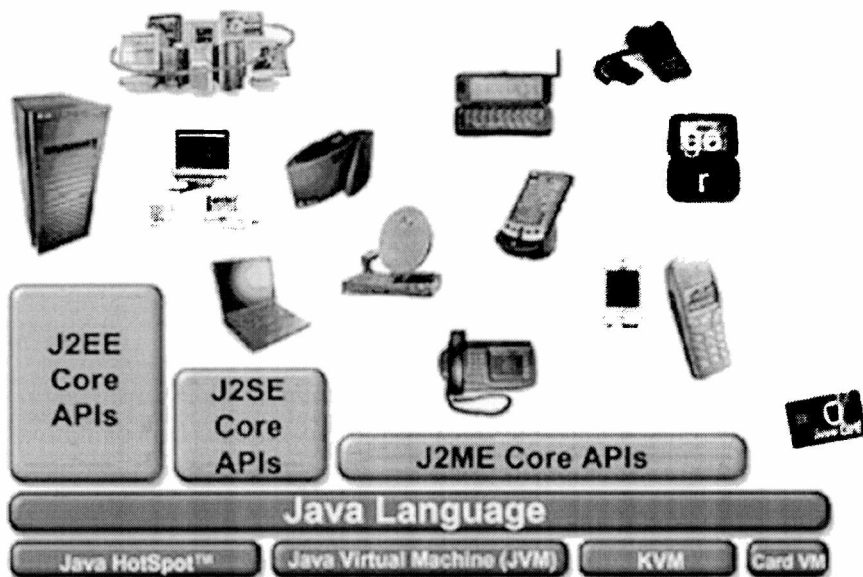 go
r
J2EE
Core
APIs
J2SE
Core
APIs
J2ME Core APIs
Java Language
Java HotSpot™
Java Virtual Machine (JVM)
KVM
Card VM